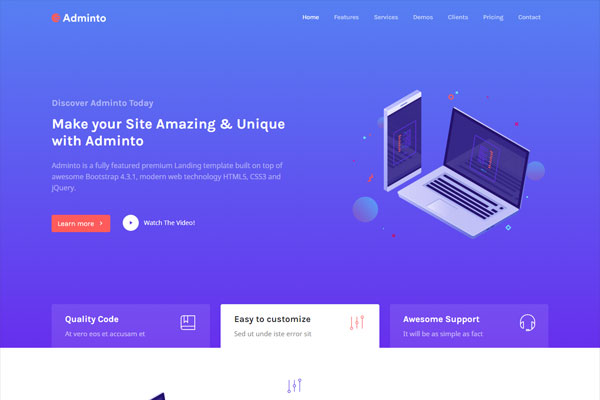 Adminto
Home Features Services Demos Clients Pricing Contact
Discover Adminto Today
Make your Site Amazing & Unique
with Adminto
Adminto is a fully featured premium Landing template built on top of
awesome Bootstrap 4.3.1, modern web technology HTML5, CSS3 and
jQuery.
Learn more
Watch The Video!
Quality Code
At vero eos et accusam et
Easy to customize
Sed ut unde iste error sit
Awesome Support
It will be as simple as fact